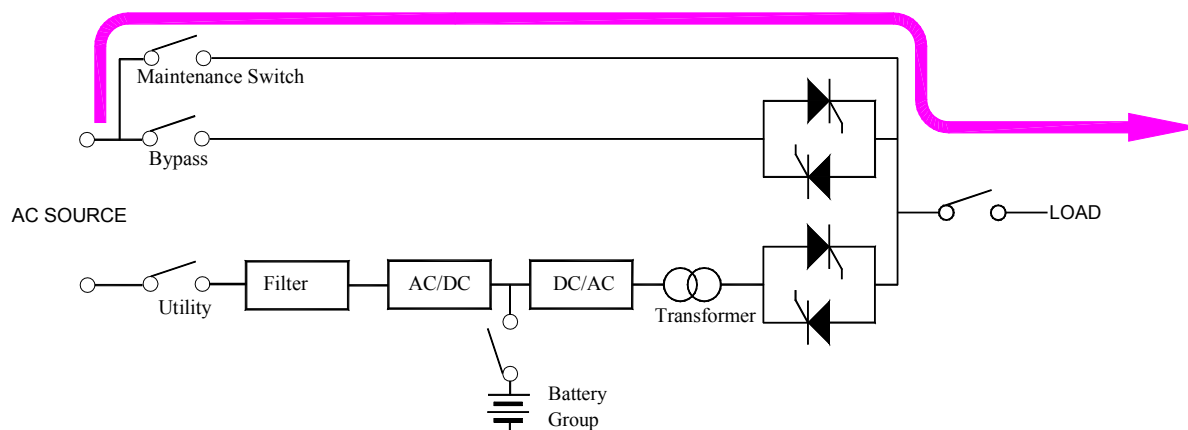 Maintenance Switch
Bypass
AC SOURCE
LOAD
Filter
AC/DC
DC/AC
Utility
Transformer
Battery
Group